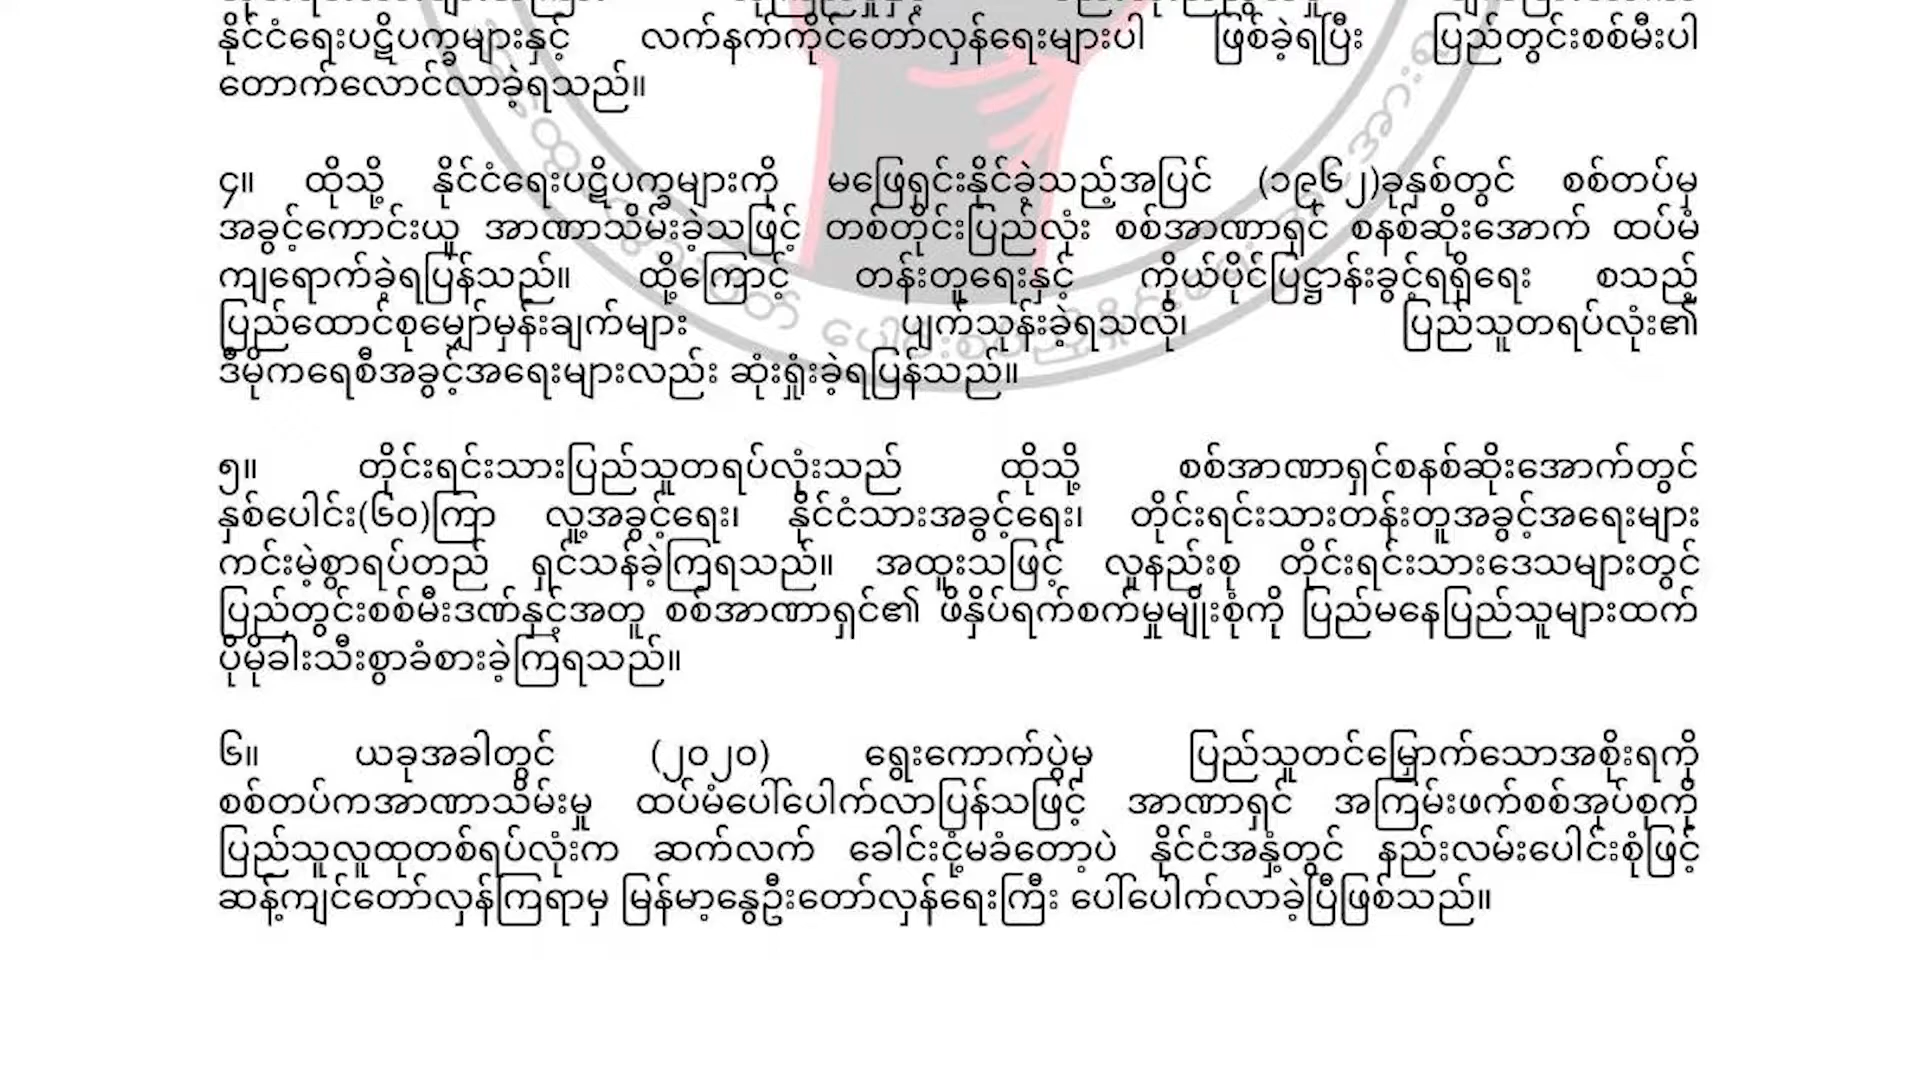 နိုင်ငံရေးပဋိပက္ခများနှင့် လက်နက်ကိုင်တော်လှန်ရေးများပါ ဖြစ်ခဲ့ရပြီး ပြည်တွင်းစစ်မီးပါ
တောက်လောင်လာခဲ့ရသည်။
၄။ ထိုသို့ နိုင်ငံရေးပဋိပက္ခများကို မဖြေရှင်းနိုင်ခဲ့သည့်အပြင် (၁၉၆၂)ခုနှစ်တွင် စစ်တပ်မှ
အခွင့်ကောင်းယူ အာဏာသိမ်းခဲ့သဖြင့် တစ်တိုင်းပြည်လုံး စစ်အာဏာရှင် စနစ်ဆိုးအောက် ထပ်မံ
ကျရောက်ခဲ့ရပြန်သည်။ ထို့ကြောင့် တန်းတူရေးနှင့် ကိုယ်ပိုင်ပြဋ္ဌာန်းခွင့်ရရှိရေး စသည့်
ပြည်ထောင်စုမျှော်မှန်းချက်များ ပျက်သုန်းခဲ့ရသလို၊ ပြည်သူတရပ်လုံး၏
ဒီမိုကရေစီအခွင့်အရေးများလည်း ဆုံးရှုံးခဲ့ရပြန်သည်။
၅။ တိုင်းရင်းသားပြည်သူတရပ်လုံးသည် ထိုသို့ စစ်အာဏာရှင်စနစ်ဆိုးအောက်တွင်
နှစ်ပေါင်း(၆၀)ကြာ လူ့အခွင့်ရေး၊ နိုင်ငံသားအခွင့်ရေး၊ တိုင်းရင်းသားတန်းတူအခွင့်အရေးများ
ကင်းမဲ့စွာရပ်တည် ရှင်သန်ခဲ့ကြရသည်။ အထူးသဖြင့် လူနည်းစု တိုင်းရင်းသားဒေသများတွင်
ပြည်တွင်းစစ်မီးဒဏ်နှင့်အတူ စစ်အာဏာရှင်၏ ဖိနှိပ်ရက်စက်မှုမျိုးစုံကို ပြည်မနေပြည်သူများထက်
ပိုမိုခါးသီးစွာခံစားခဲ့ကြရသည်။
၆။ ယခုအခါတွင် (၂၀၂၀) ရွေးကောက်ပွဲမှ ပြည်သူတင်မြှောက်သောအစိုးရကို
စစ်တပ်ကအာဏာသိမ်းမှု ထပ်မံပေါ်ပေါက်လာပြန်သဖြင့် အာဏာရှင် အကြမ်းဖက်စစ်အုပ်စုကို
ပြည်သူလူထုတစ်ရပ်လုံးက ဆက်လက် ခေါင်းငုံ့မခံတော့ပဲ နိုင်ငံအနှံ့တွင် နည်းလမ်းပေါင်းစုံဖြင့်
ဆန့်ကျင်တော်လှန်ကြရာမှ မြန်မာ့နွေဦးတော်လှန်ရေးကြီး ပေါ်ပေါက်လာခဲ့ပြီဖြစ်သည်။